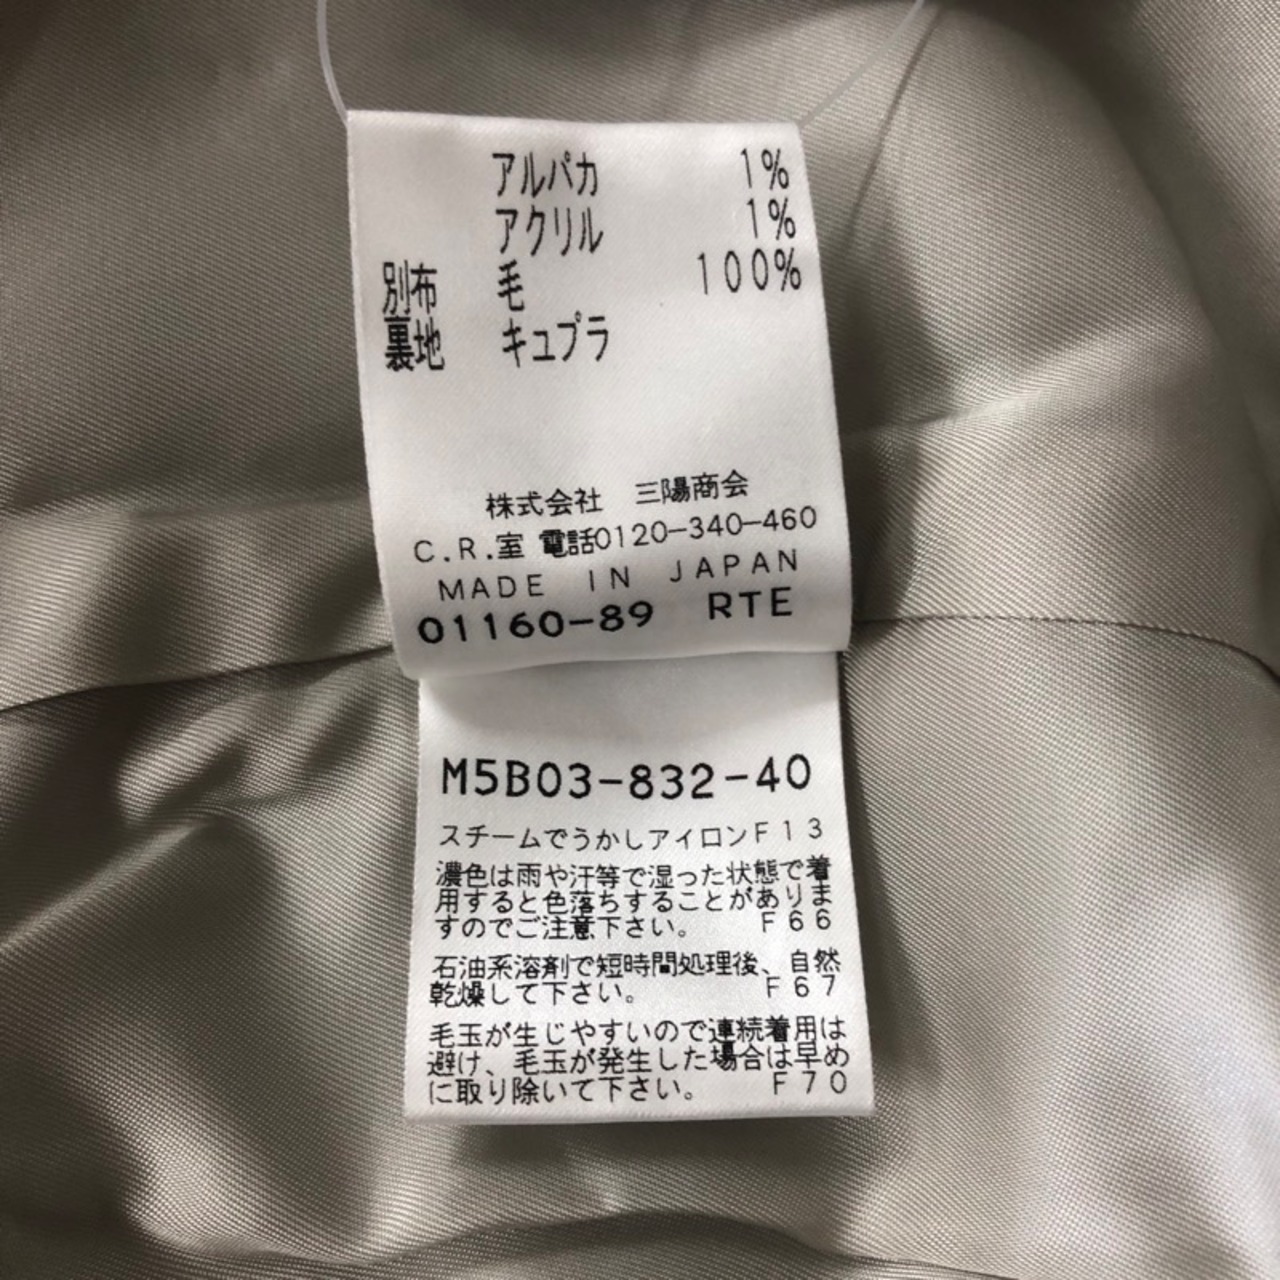 アルパカ 1%
アクリル 1%
別布 毛 100%
裏地 キュプラ
株式会社 三陽商会
C.R.室 電話0120-340-460
MADE IN JAPAN
01160-89 RTE
M5B03-832-40
スチームでうかしアイロンF13
濃色は雨や汗等で湿った状態で着
用すると色落ちすることがありま
すのでご注意下さい。 F66
石油系溶剤で短時間処理後、自然
乾燥して下さい。 F67
毛玉が生じやすいので連続着用は
避け、毛玉が発生した場合は早め
に取り除いて下さい。 F70